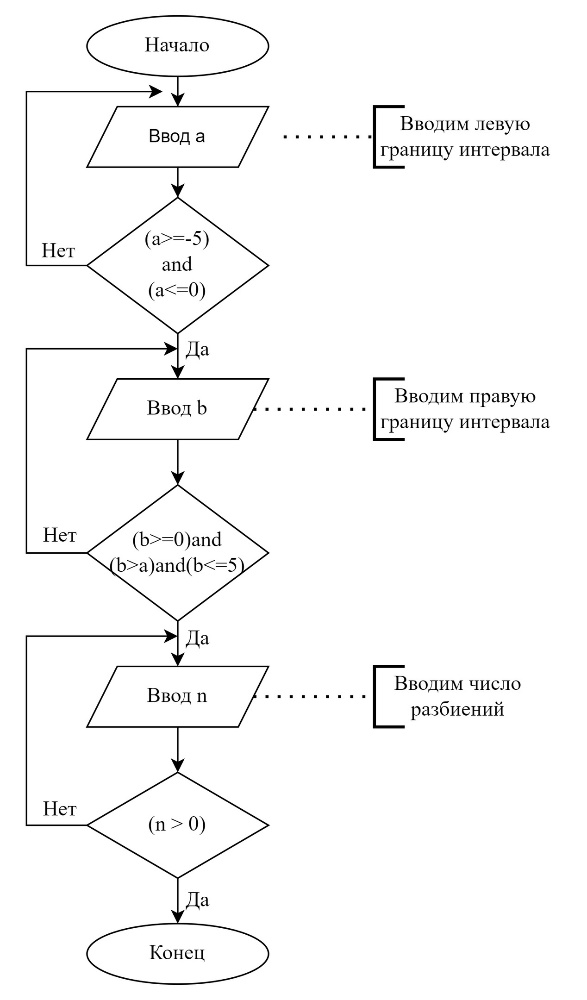 Начало
Ввод a
Вводим левую
границу интервала
(a>=-5)
and
(a<=0)
Нет
Да
Ввод b
Вводим правую
границу интервала
(b>=0)and
(b>a)and(b<=5)
Нет
Да
Ввод n
Вводим число
разбиений
(n > 0)
Нет
Да
Конец